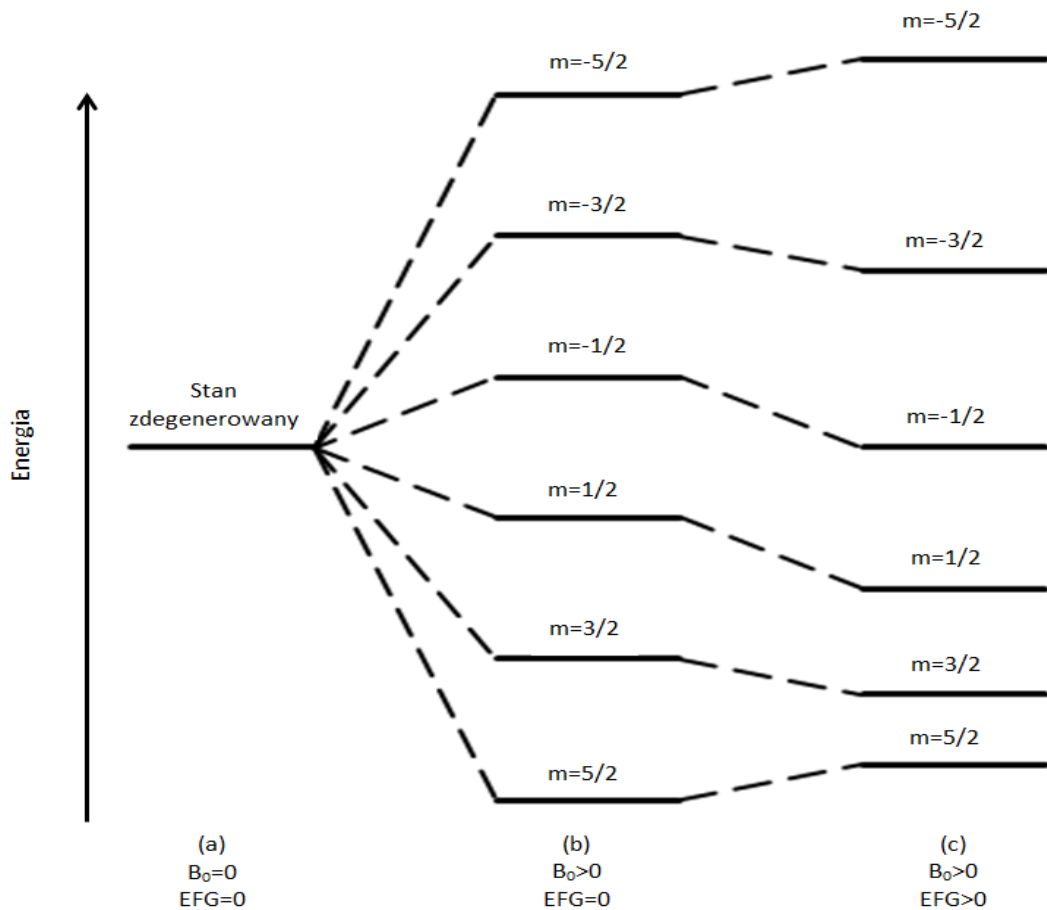 Energia
Stan
zdegenerowany
m=-5/2
m=-3/2
m=-1/2
m=1/2
m=3/2
m=5/2
m=-5/2
m=-3/2
m=-1/2
m=1/2
m=3/2
m=5/2
(a)
B₀=0
EFG=0
(b)
B₀>0
EFG=0
(c)
B₀>0
EFG>0